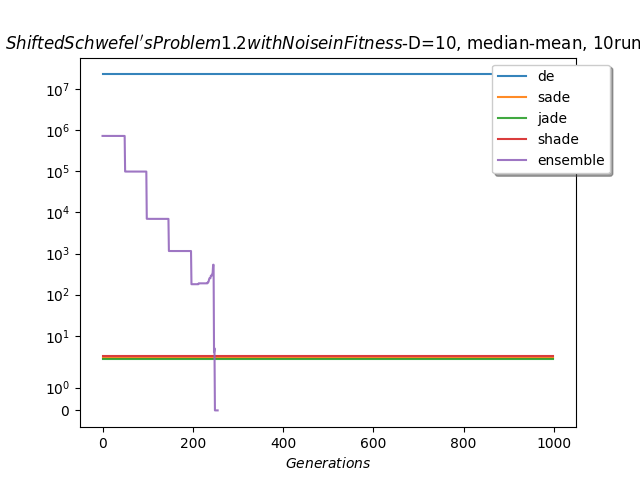 ShiftedSchwefel'sProblem1.2withNoiseinFitness-D=10, median-mean, 10run
de
sade
jade
shade
ensemble
10^7
10^6
10^5
10^4
10^3
10^2
10^1
10^0
0
0 200 400 600 800 1000
Generations